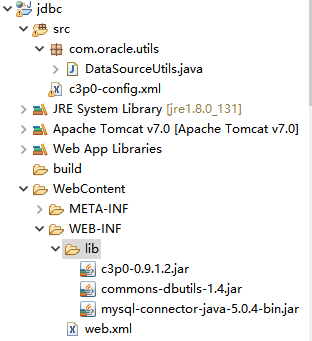 jdbc
src
com.oracle.utils
DataSourceUtils.java
c3p0-config.xml
JRE System Library [jre1.8.0_131]
Apache Tomcat v7.0 [Apache Tomcat v7.0]
Web App Libraries
build
WebContent
META-INF
WEB-INF
lib
c3p0-0.9.1.2.jar
commons-dbutils-1.4.jar
mysql-connector-java-5.0.4-bin.jar
web.xml